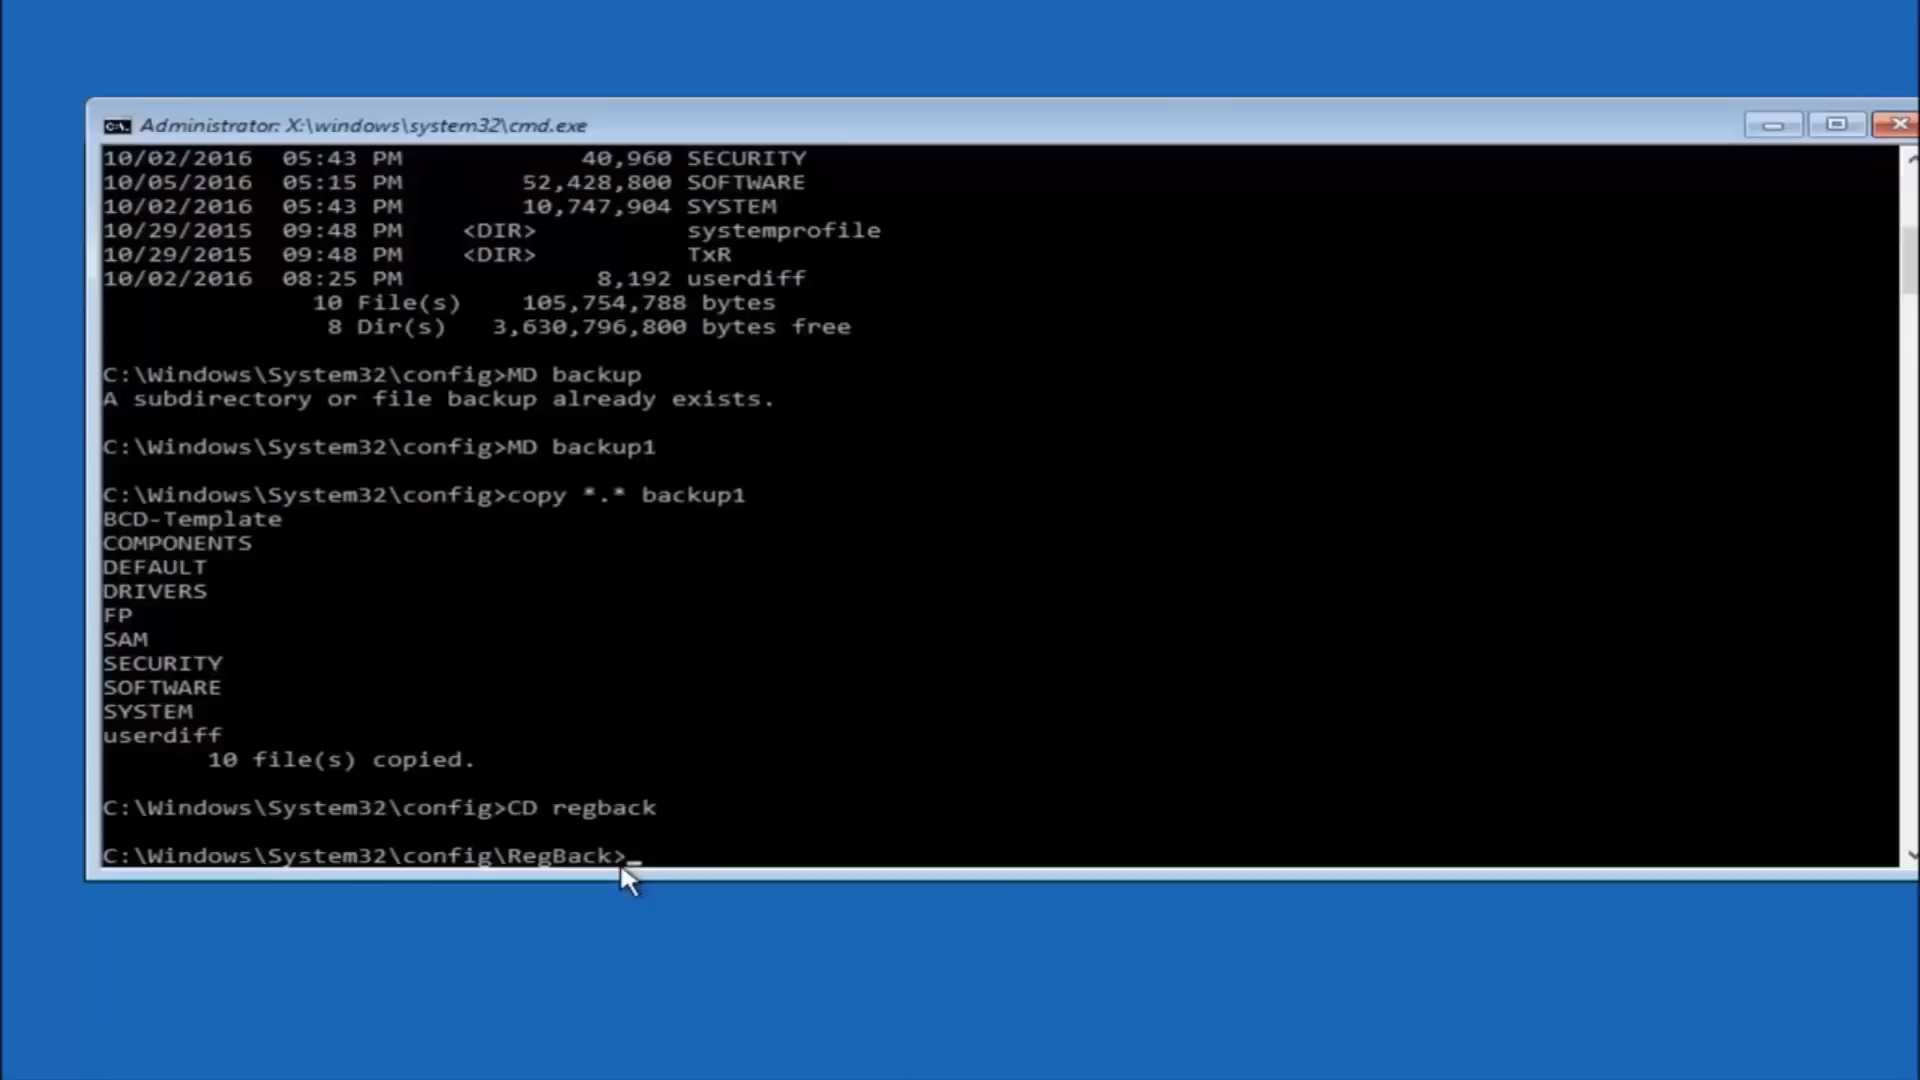 Administrator: X:\windows\system32\cmd.exe
10/02/2016  05:43 PM            40,960 SECURITY
10/05/2016  05:15 PM        52,428,800 SOFTWARE
10/02/2016  05:43 PM        10,747,904 SYSTEM
10/29/2015  09:48 PM    <DIR>          systemprofile
10/29/2015  09:48 PM    <DIR>          TxR
10/02/2016  08:25 PM             8,192 userdiff
              10 File(s)    105,754,788 bytes
               8 Dir(s)   3,630,796,800 bytes free
C:\Windows\System32\config>MD backup
A subdirectory or file backup already exists.
C:\Windows\System32\config>MD backup1
C:\Windows\System32\config>copy *.* backup1
BCD-Template
COMPONENTS
DEFAULT
DRIVERS
FP
SAM
SECURITY
SOFTWARE
SYSTEM
userdiff
       10 file(s) copied.
C:\Windows\System32\config>CD regback
C:\Windows\System32\config\RegBack>_